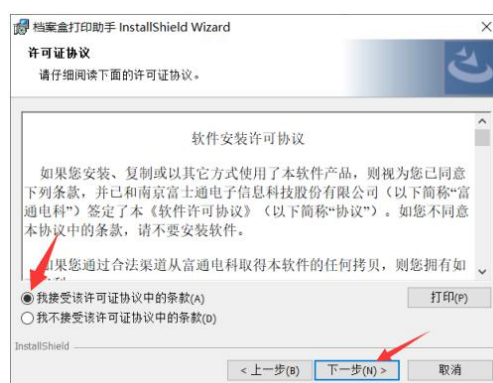 档案盒打印助手 InstallShield Wizard
许可证协议
请仔细阅读下面的许可证协议。
软件安装许可协议
如果您安装、复制或以其它方式使用了本软件产品，则视为您已同意
下列条款，并已和南京富士通电子信息科技股份有限公司（以下简称“富
通电科”）签定了本《软件许可协议》（以下简称“协议”）。如您不同意
本协议中的条款，请不要安装软件。
如果您通过合法渠道从富通电科取得本软件的任何拷贝，则您拥有如
我接受该许可证协议中的条款(A)
打印(P)
我不接受该许可证协议中的条款(D)
InstallShield
< 上一步(B)
下一步(N) >
取消